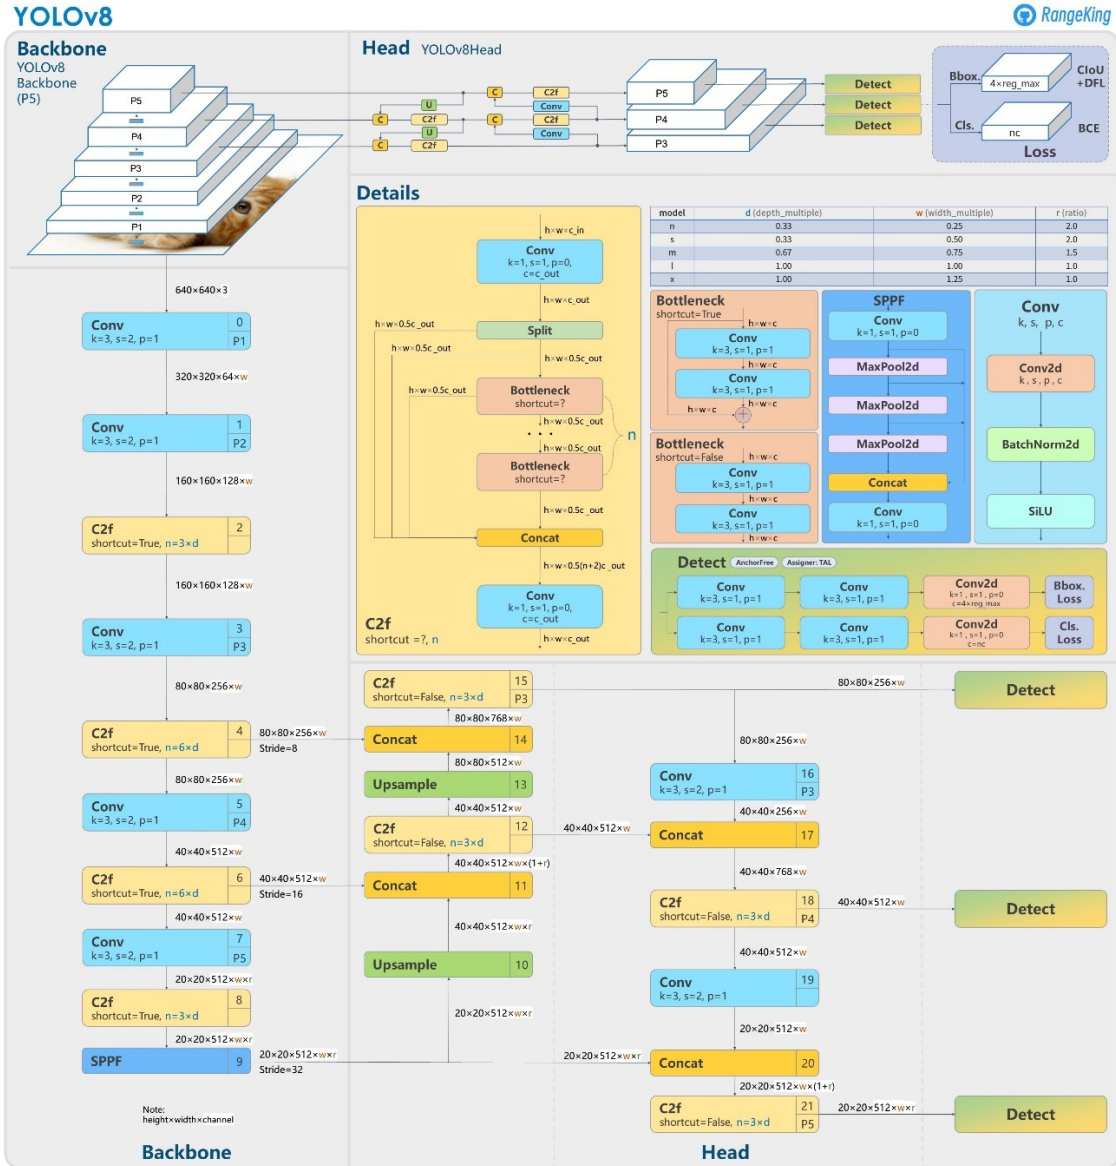 YOLOv8
RangeKing
Backbone
YOLOv8
Backbone
(P5)
P5
P4
P3
P2
P1
Head YOLOv8Head
C
C2f
U
Conv
C
C2f
C
C2f
U
Conv
C
C2f
P5
P4
P3
Detect
Detect
Detect
Bbox.
4×reg_max
CIoU
+DFL
Cls.
nc
BCE
Loss
Details
h×w×c_in
Conv
k=1, s=1, p=0,
c=c_out
h×w×c_out
Split
h×w×0.5c_out
h×w×0.5c_out
h×w×0.5c_out
h×w×0.5c_out
Bottleneck
shortcut=?
h×w×0.5c_out
· · ·
n
h×w×0.5c_out
Bottleneck
shortcut=?
h×w×0.5c_out
Concat
h×w×0.5(n+2)c_out
Conv
k=1, s=1, p=0,
c=c_out
h×w×c_out
C2f
shortcut =?, n
model d (depth_multiple) w (width_multiple) r (ratio)
n 0.33 0.25 2.0
s 0.33 0.50 2.0
m 0.67 0.75 1.5
l 1.00 1.00 1.0
x 1.00 1.25 1.0
Bottleneck
shortcut=True
h×w×c
Conv
k=3, s=1, p=1
h×w×c
Conv
k=3, s=1, p=1
h×w×c
h×w×c
+
Bottleneck
shortcut=False
h×w×c
Conv
k=3, s=1, p=1
h×w×c
Conv
k=3, s=1, p=1
h×w×c
SPPF
Conv
k=1, s=1, p=0
MaxPool2d
MaxPool2d
MaxPool2d
Concat
Conv
k=1, s=1, p=0
Conv
k, s, p, c
Conv2d
k, s, p, c
BatchNorm2d
SiLU
Detect AnchorFree Assigner: TAL
Conv
k=3, s=1, p=1
Conv
k=3, s=1, p=1
Conv2d
k=1, s=1, p=0
c=4×reg_max
Bbox.
Loss
Conv
k=3, s=1, p=1
Conv
k=3, s=1, p=1
Conv2d
k=1, s=1, p=0
c=nc
Cls.
Loss
640×640×3
Conv 0
k=3, s=2, p=1 P1
320×320×64×w
Conv 1
k=3, s=2, p=1 P2
160×160×128×w
C2f 2
shortcut=True, n=3×d
160×160×128×w
Conv 3
k=3, s=2, p=1 P3
80×80×256×w
C2f 4
shortcut=True, n=6×d
80×80×256×w
Stride=8
80×80×256×w
Conv 5
k=3, s=2, p=1 P4
40×40×512×w
C2f 6
shortcut=True, n=6×d
40×40×512×w
Stride=16
40×40×512×w
Conv 7
k=3, s=2, p=1 P5
20×20×512×w×r
C2f 8
shortcut=True, n=3×d
20×20×512×w×r
SPPF 9
20×20×512×w×r
Stride=32
Note:
height×width×channel
Backbone
C2f 15
shortcut=False, n=3×d P3
80×80×768×w
Concat 14
80×80×512×w
Upsample 13
40×40×512×w
C2f 12
shortcut=False, n=3×d
40×40×512×w
40×40×512×w×(1+r)
Concat 11
40×40×512×w×r
Upsample 10
20×20×512×w×r
80×80×256×w
Detect
80×80×256×w
Conv 16
k=3, s=2, p=1 P3
40×40×256×w
Concat 17
40×40×768×w
C2f 18
shortcut=False, n=3×d P4
40×40×512×w
Detect
40×40×512×w
Conv 19
k=3, s=2, p=1
20×20×512×w
20×20×512×w×r
Concat 20
20×20×512×w×(1+r)
C2f 21
shortcut=False, n=3×d P5
20×20×512×w×r
Detect
Head